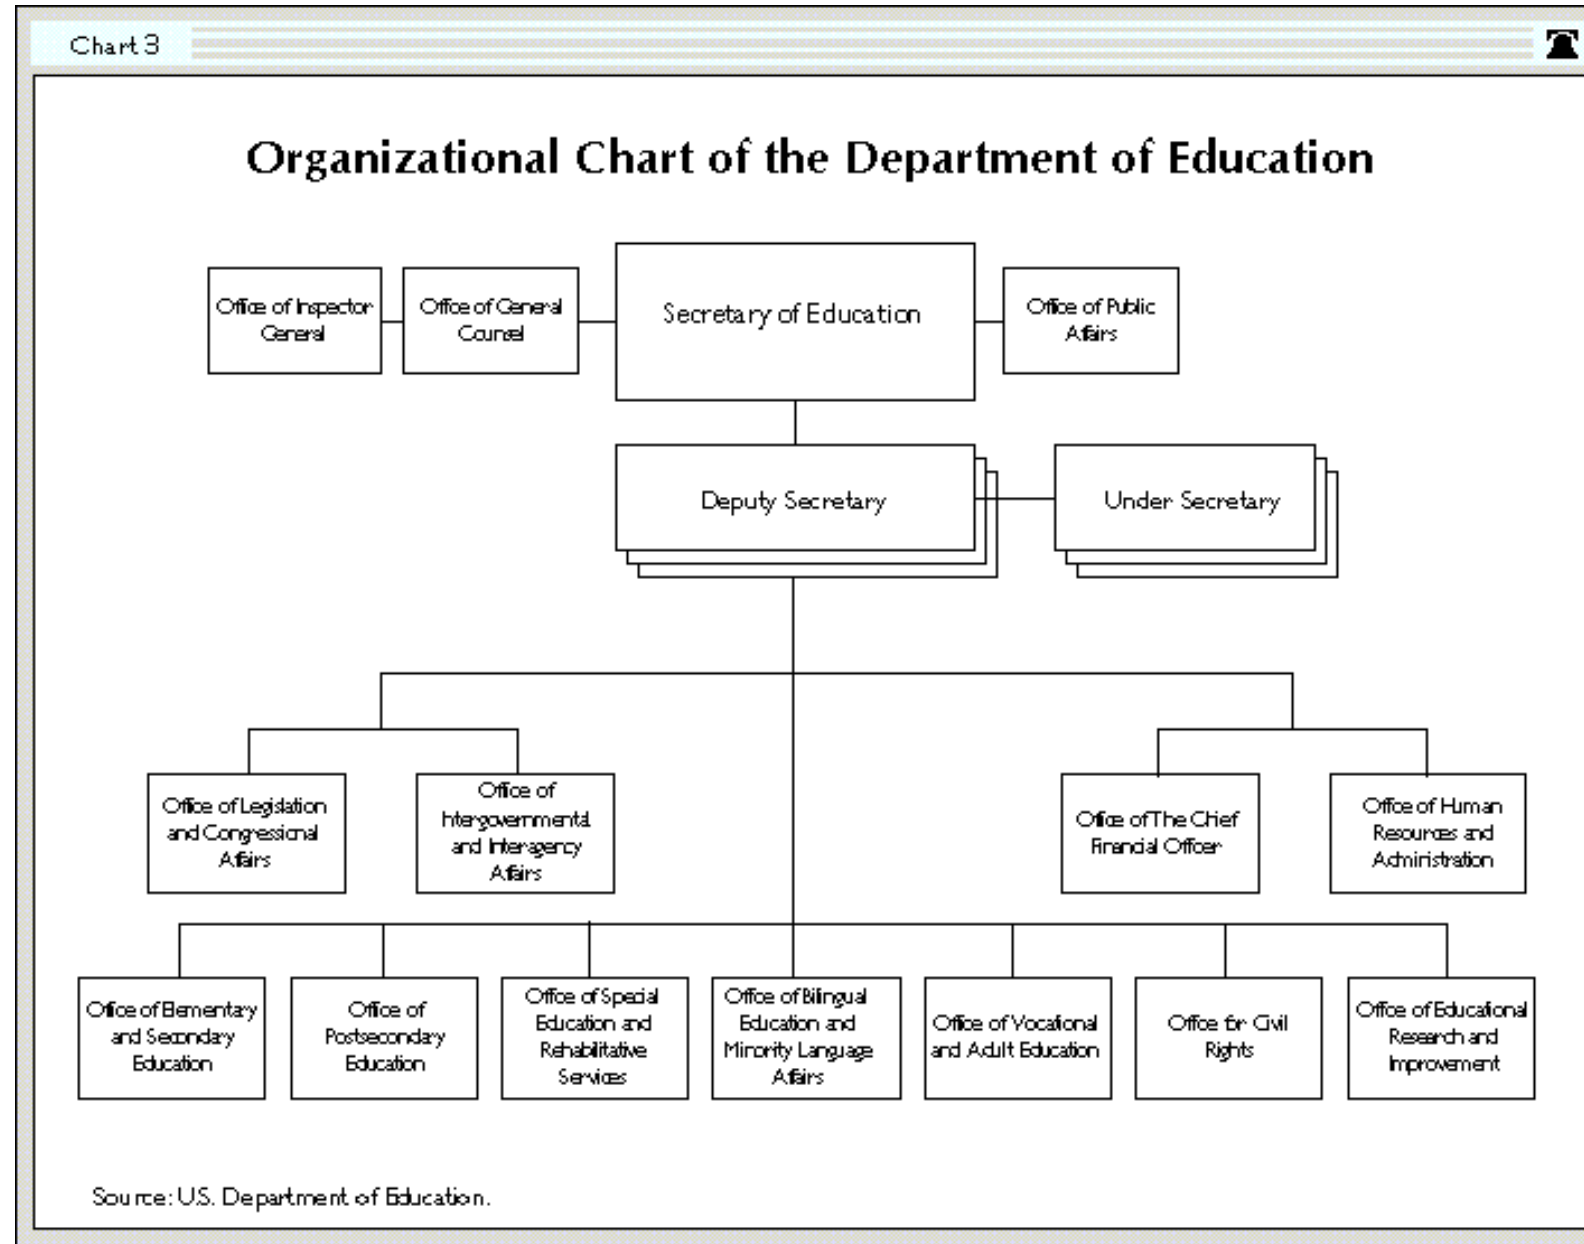 Chart 3
Organizational Chart of the Department of Education
Office of Inspector
General
Office of General
Counsel
Secretary of Education
Office of Public
Affairs
Deputy Secretary
Under Secretary
Office of Legislation
and Congressional
Affairs
Office of
Intergovernmental
and Interagency
Affairs
Office of The Chief
Financial Officer
Office of Human
Resources and
Administration
Office of Elementary
and Secondary
Education
Office of
Postsecondary
Education
Office of Special
Education and
Rehabilitative
Services
Office of Bilingual
Education and
Minority Language
Affairs
Office of Vocational
and Adult Education
Office for Civil
Rights
Office of Educational
Research and
Improvement
Source: U.S. Department of Education.